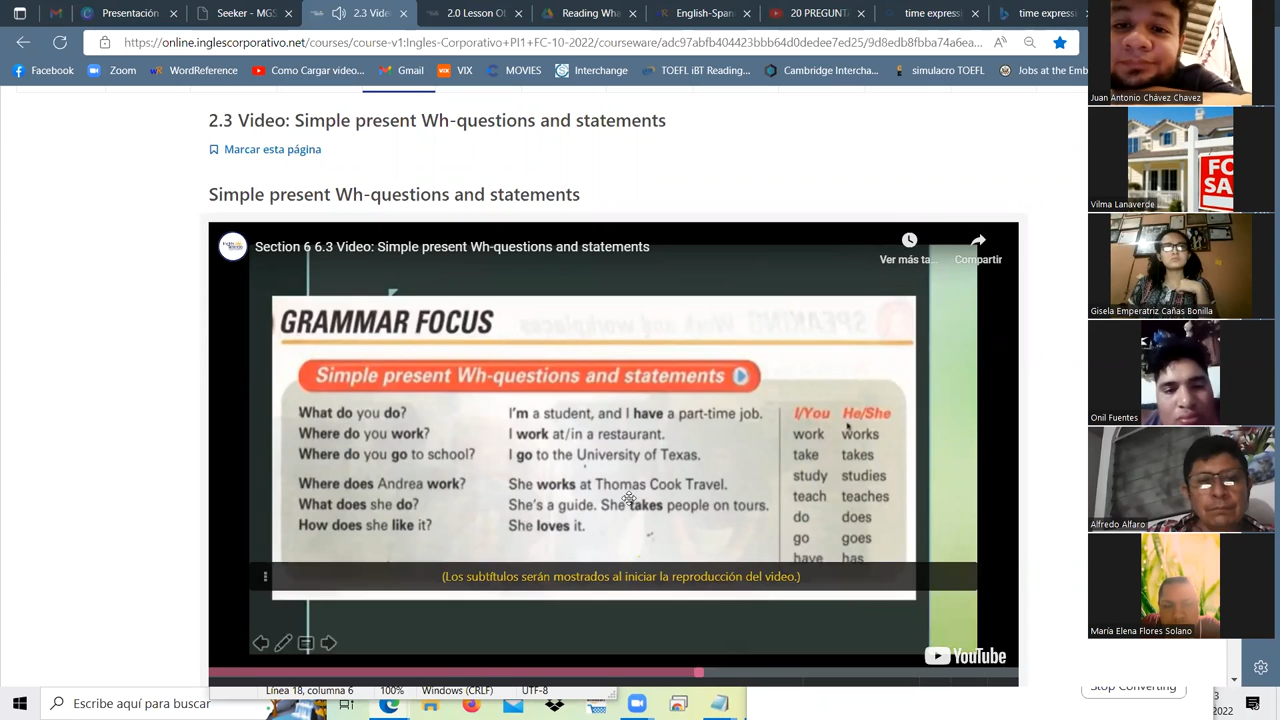 Presentación
Seeker - MGS
2.3 Vide
2.0 Lesson Ol
Reading Wha
English-Span
20 PREGUNT
time express
time express
https://online.inglescorporativo.net/courses/course-v1:Ingles-Corporativo+PI1+FC-10-2022/courseware/adc97abfb404423bbb64d0dedee7ed25/9d8edb8fbba74a6ea...
Facebook
Zoom
WordReference
Como Cargar video...
Gmail
VIX
MOVIES
Interchange
TOEFL iBT Reading...
Cambridge Intercha...
simulacro TOEFL
Jobs at the Emb
2.3 Video: Simple present Wh-questions and statements
Marcar esta página
Simple present Wh-questions and statements
Section 6 6.3 Video: Simple present Wh-questions and statements
Ver más ta...
Compartir
GRAMMAR FOCUS
Simple present Wh-questions and statements
What do you do? I'm a student, and I have a part-time job. I/You He/She
Where do you work? I work at/in a restaurant. work works
Where do you go to school? I go to the University of Texas. take takes
study studies
Where does Andrea work? She works at Thomas Cook Travel.
teach teaches
What does she do? She's a guide. She takes people on tours.
do does
How does she like it? She loves it.
go goes
have has
(Los subtítulos serán mostrados al iniciar la reproducción del video.)
YouTube
Línea 18, columna 6 100% Windows (CRLF) UTF-8
Escribe aquí para buscar
Stop Converting
2022
Juan Antonio Chávez Chavez
FO
SA
Vilma Lanaverde
Gisela Emperatriz Cañas Bonilla
Onil Fuentes
Alfredo Alfaro
María Elena Flores Solano